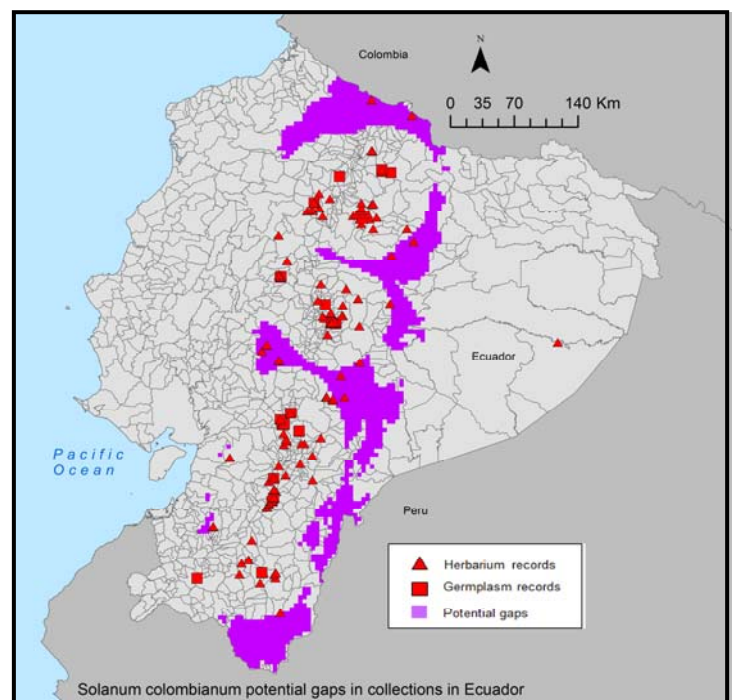 Colombia
N
0 35 70 140 Km
Ecuador
Pacific
Ocean
Peru
Herbarium records
Germplasm records
Potential gaps
Solanum colombianum potential gaps in collections in Ecuador